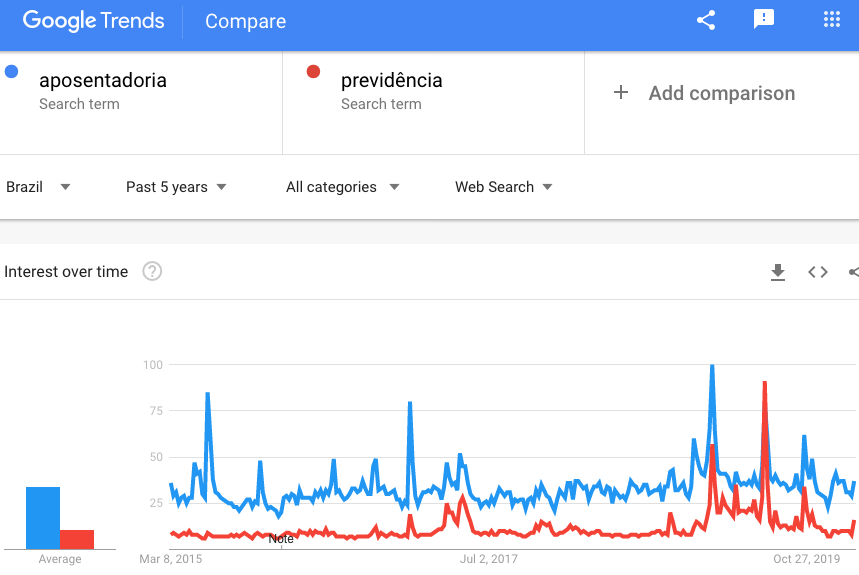 Google Trends Compare
aposentadoria previdência + Add comparison
Search term Search term
Brazil Past 5 years All categories Web Search
Interest over time ?
100
75
50
25
Note
Average Mar 8, 2015 Jul 2, 2017 Oct 27, 2019